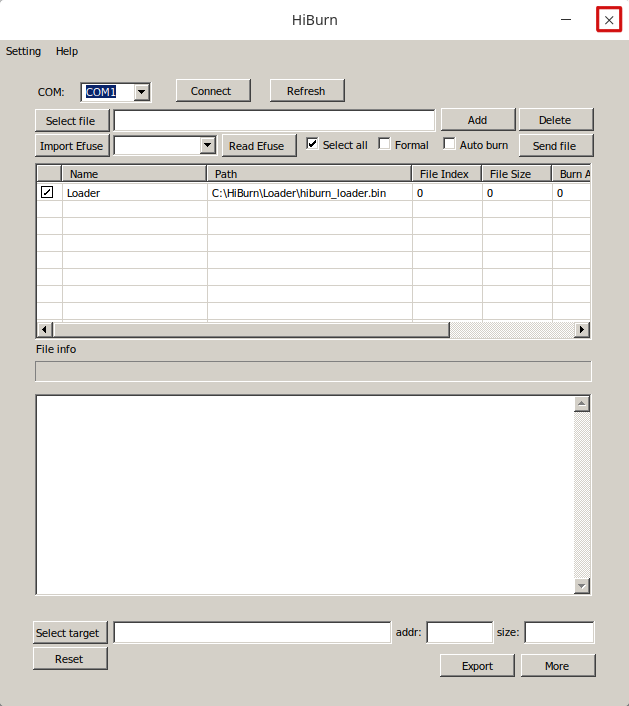 HiBurn
Setting Help
COM: COM1 Connect Refresh
Select file Add Delete
Import Efuse Read Efuse Select all Formal Auto burn Send file
Name Path File Index File Size Burn A
Loader C:\HiBurn\Loader\hiburn_loader.bin 0 0 0
File info
Select target addr: size:
Reset
Export More